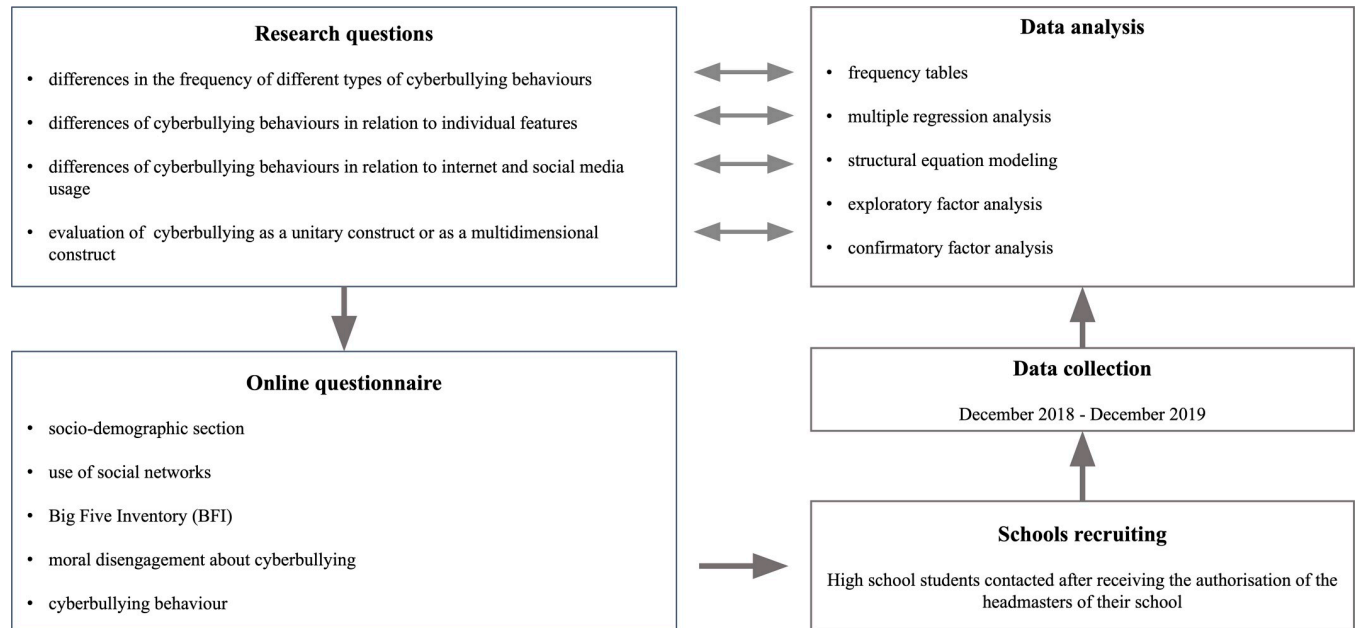 Research questions
• differences in the frequency of different types of cyberbullying behaviours
• differences of cyberbullying behaviours in relation to individual features
• differences of cyberbullying behaviours in relation to internet and social media
usage
• evaluation of cyberbullying as a unitary construct or as a multidimensional
construct
Data analysis
• frequency tables
• multiple regression analysis
• structural equation modeling
• exploratory factor analysis
• confirmatory factor analysis
Online questionnaire
• socio-demographic section
• use of social networks
• Big Five Inventory (BFI)
• moral disengagement about cyberbullying
• cyberbullying behaviour
Data collection
December 2018 - December 2019
Schools recruiting
High school students contacted after receiving the authorisation of the
headmasters of their school